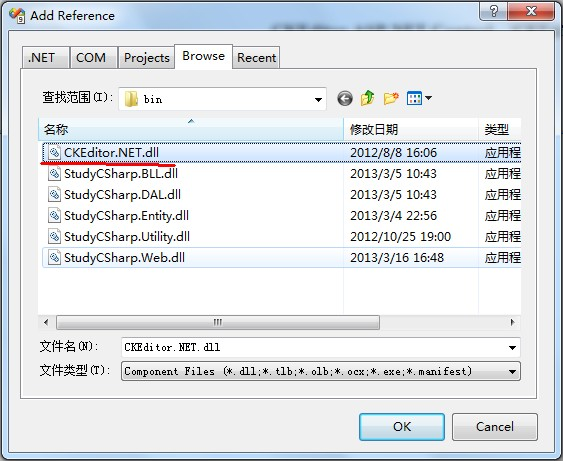 Add Reference
.NET COM Projects Browse Recent
查找范围(I): bin
名称 修改日期 类型
CKEditor.NET.dll 2012/8/8 16:06 应用程
StudyCSharp.BLL.dll 2013/3/5 10:43 应用程
StudyCSharp.DAL.dll 2013/3/5 10:43 应用程
StudyCSharp.Entity.dll 2013/3/4 22:56 应用程
StudyCSharp.Utility.dll 2012/10/25 19:00 应用程
StudyCSharp.Web.dll 2013/3/16 16:48 应用程
文件名(N): CKEditor.NET.dll
文件类型(T): Component Files (*.dll;*.tlb;*.olb;*.ocx;*.exe;*.manifest)
OK Cancel